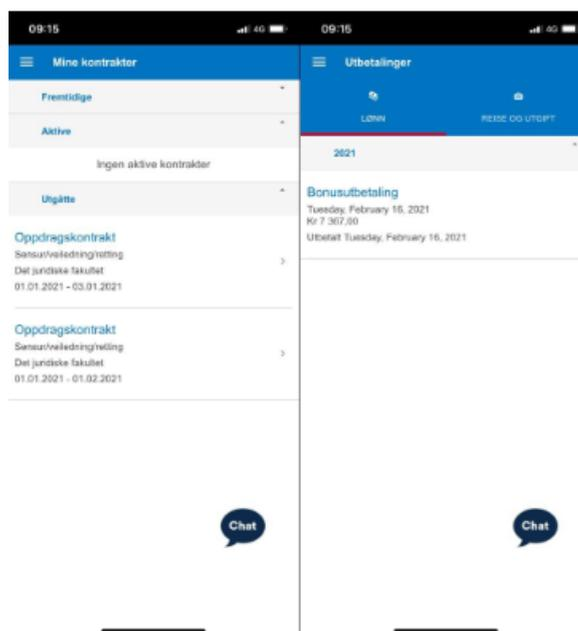 09:15
4G
Mine kontrakter
Fremtidige
Aktive
Ingen aktive kontrakter
Utgåtte
Oppdragskontrakt
Sensur/veiledning/retting
Det juridiske fakultet
01.01.2021 - 03.01.2021
Oppdragskontrakt
Sensur/veiledning/retting
Det juridiske fakultet
01.01.2021 - 01.02.2021
Chat
09:15
4G
Utbetalinger
LØNN
REISE OG UTGIFT
2021
Bonusutbetaling
Tuesday, February 16, 2021
Kr 7 367,00
Utbetalt Tuesday, February 16, 2021
Chat